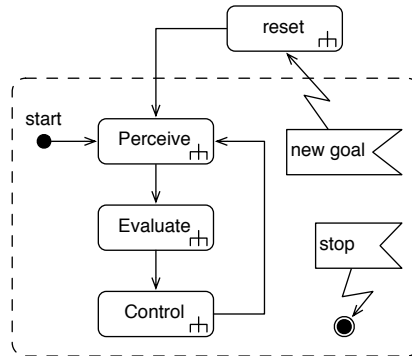 reset
start
Perceive
new goal
Evaluate
stop
Control